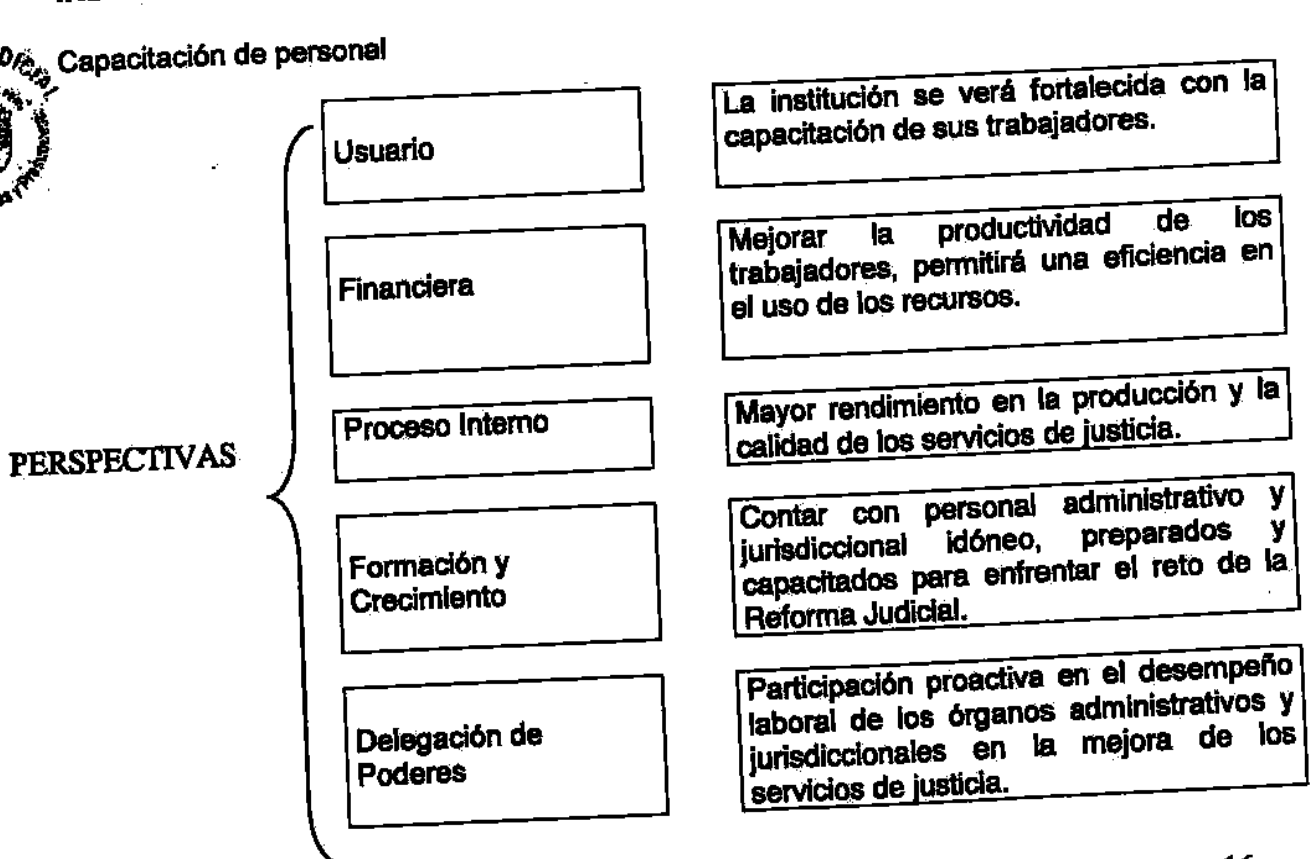 Capacitación de personal
Usuario
La institución se verá fortalecida con la
capacitación de sus trabajadores.
Financiera
Mejorar la productividad de los
trabajadores, permitirá una eficiencia en
el uso de los recursos.
PERSPECTIVAS
Proceso Interno
Mayor rendimiento en la producción y la
calidad de los servicios de justicia.
Formación y
Crecimiento
Contar con personal administrativo y
jurisdiccional idóneo, preparados y
capacitados para enfrentar el reto de la
Reforma Judicial.
Delegación de
Poderes
Participación proactiva en el desempeño
laboral de los órganos administrativos y
jurisdiccionales en la mejora de los
servicios de justicia.